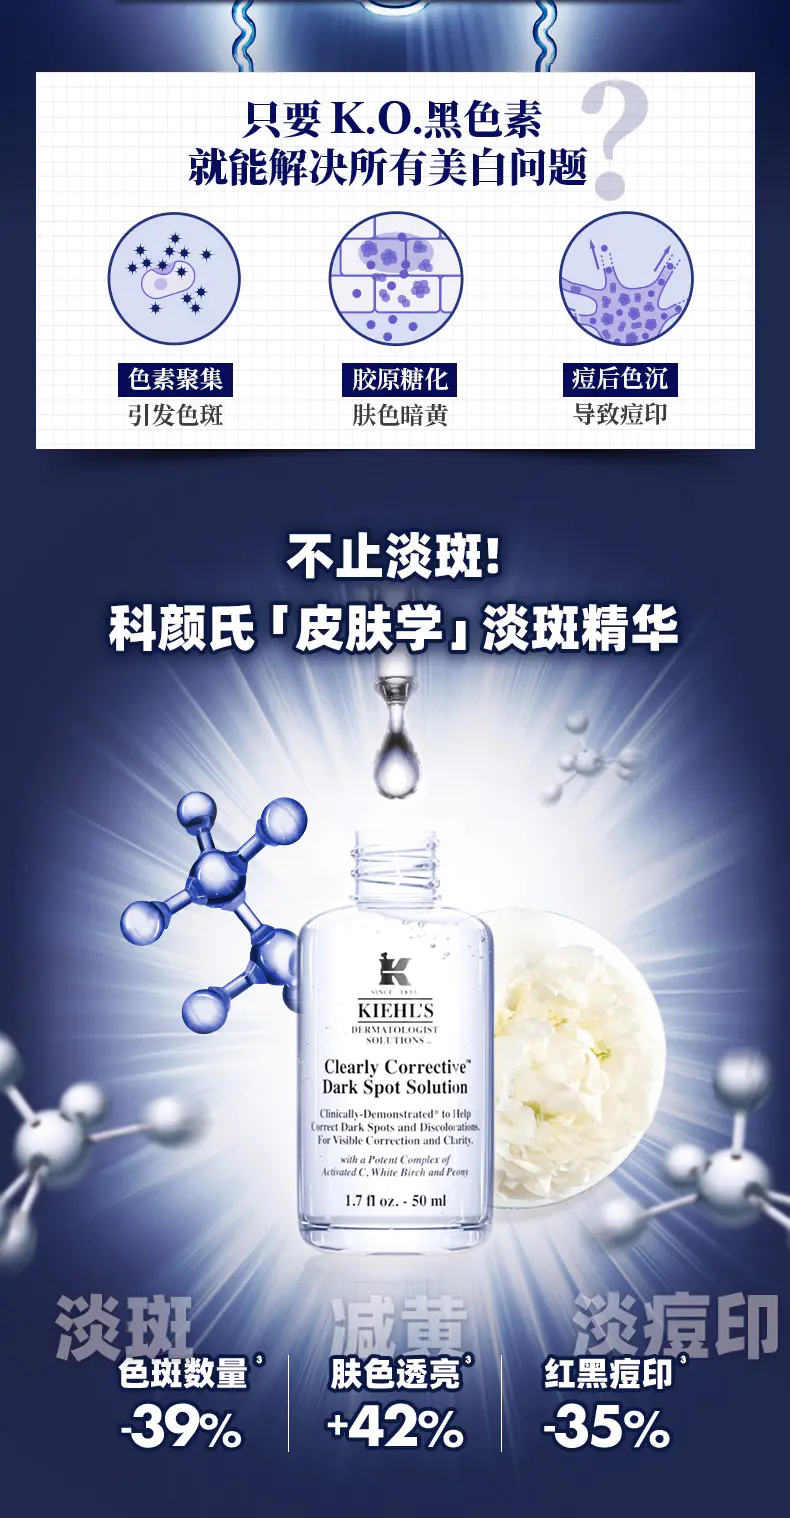 只要 K.O.黑色素
就能解决所有美白问题
?
色素聚集
引发色斑
胶原糖化
肤色暗黄
痘后色沉
导致痘印
不止淡斑!
科颜氏「皮肤学」淡斑精华
K
SINCE 1851
KIEHL'S
DERMATOLOGIST
SOLUTIONS™
Clearly Corrective™
Dark Spot Solution
Clinically-Demonstrated* to Help
Correct Dark Spots and Discolorations.
For Visible Correction and Clarity.
with a Potent Complex of
Activated C, White Birch and Peony
1.7 fl oz. - 50 ml
淡斑
色斑数量³
-39%
减黄
肤色透亮³
+42%
淡痘印
红黑痘印³
-35%